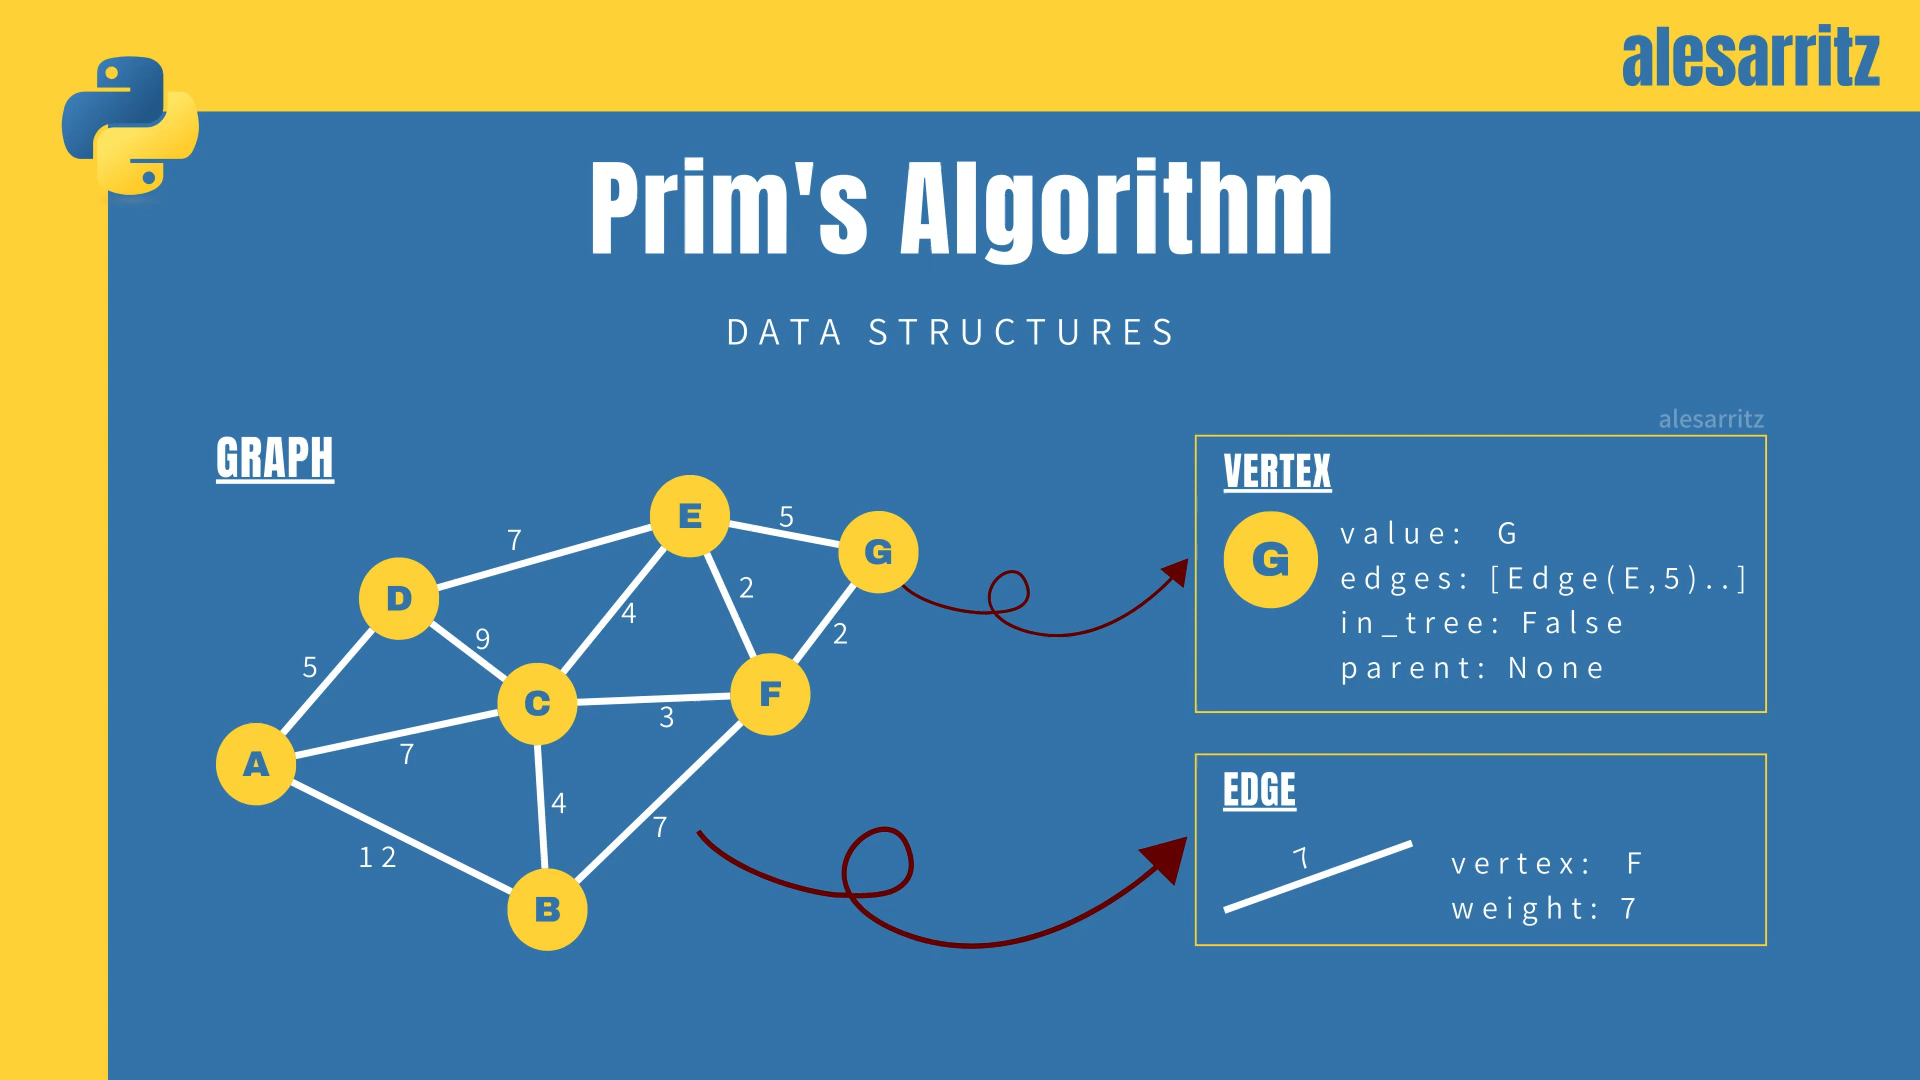 alesarritz
Prim's Algorithm
DATA STRUCTURES
GRAPH
E
5
G
7
D
2
4
9
2
5
C
F
3
A
7
4
7
12
B
alesarritz
VERTEX
G
value: G
edges: [Edge(E,5)..]
in_tree: False
parent: None
EDGE
7
vertex: F
weight: 7